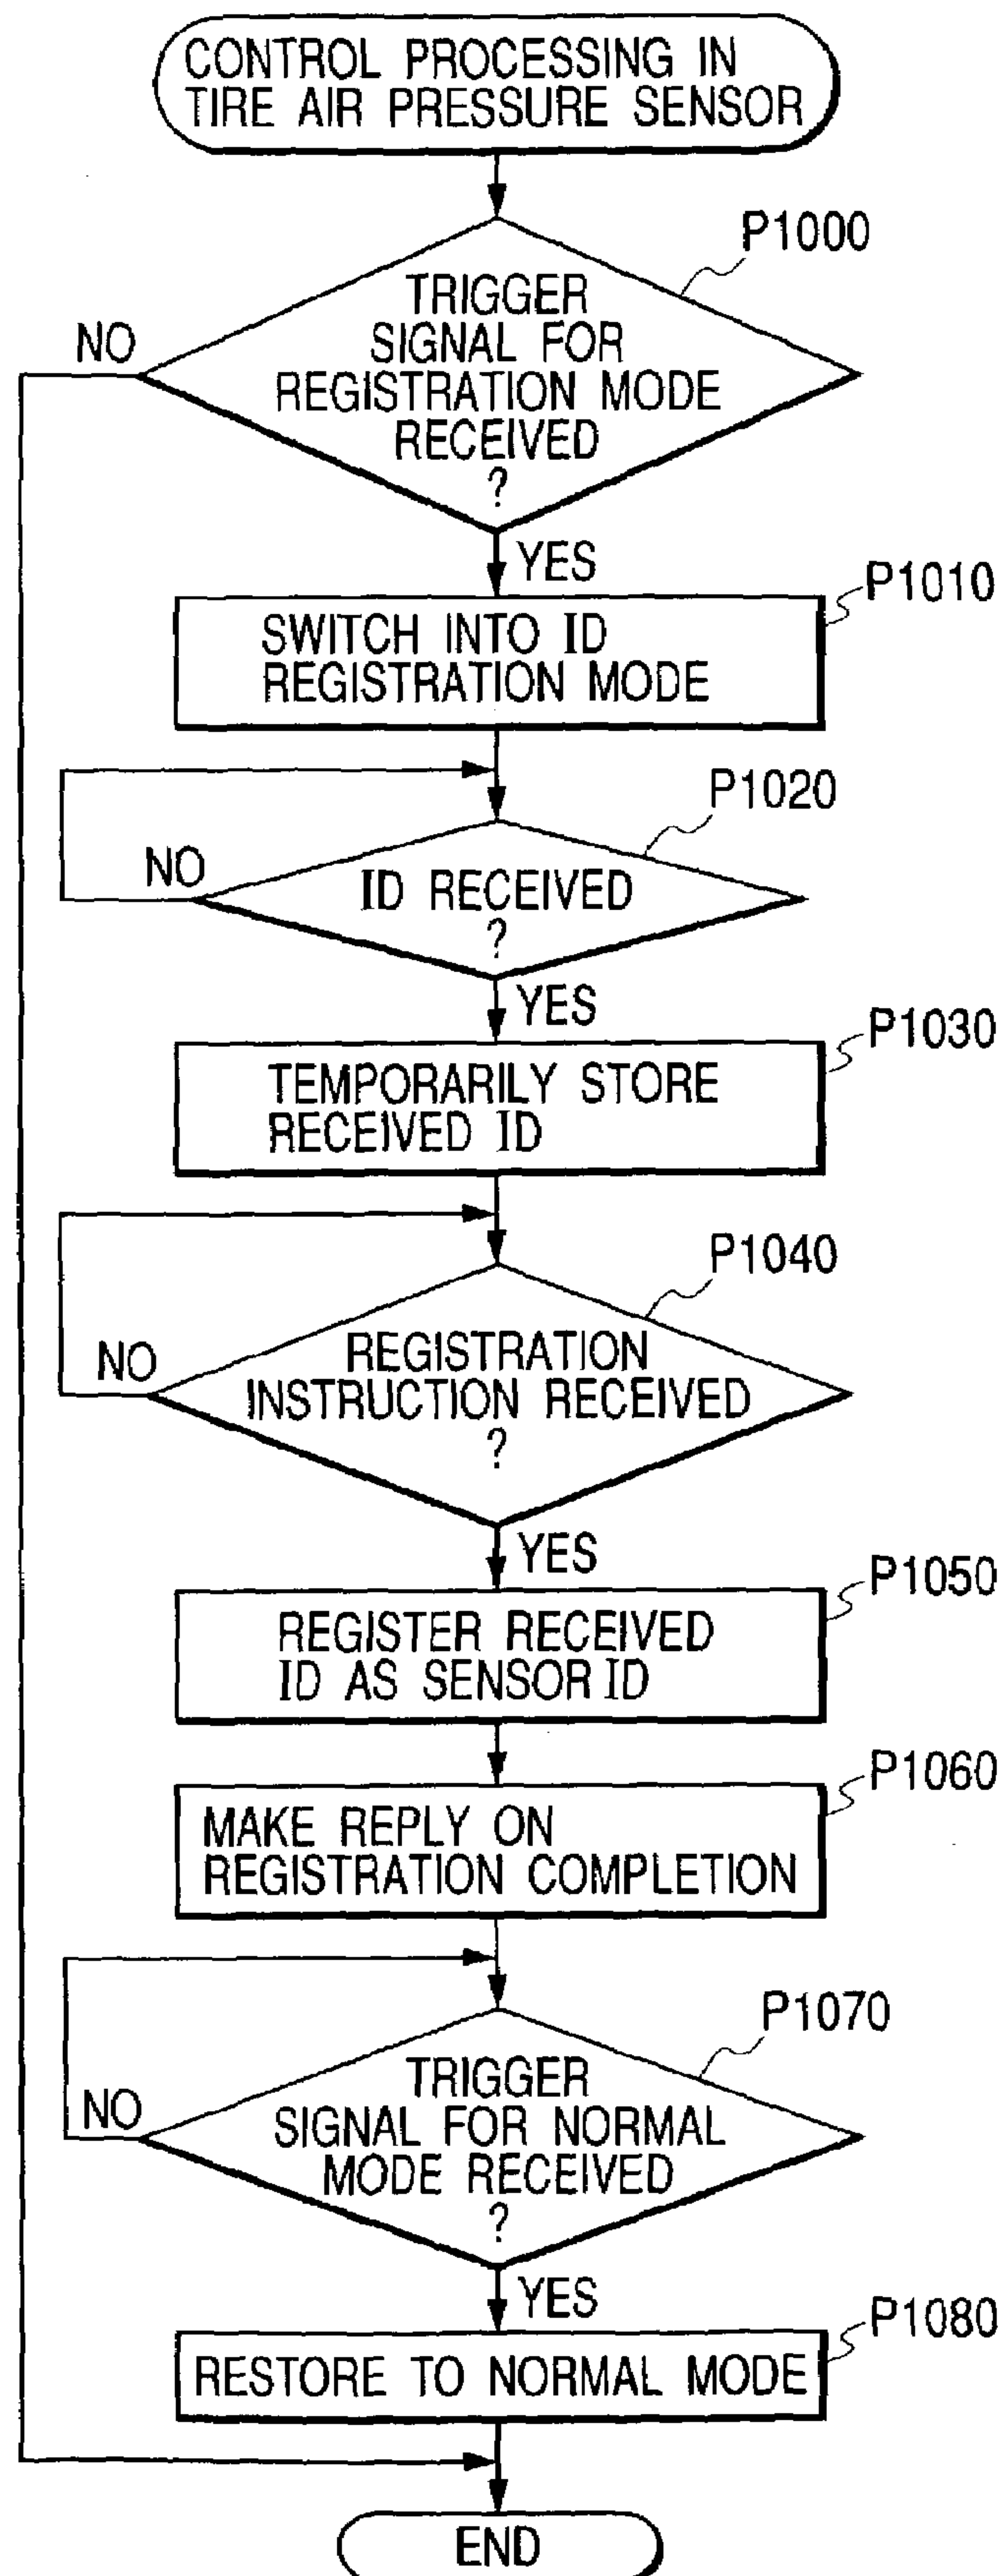 CONTROL PROCESSING IN
TIRE AIR PRESSURE SENSOR
P1000
TRIGGER
SIGNAL FOR
REGISTRATION MODE
RECEIVED
?
NO
YES
P1010
SWITCH INTO ID
REGISTRATION MODE
P1020
NO
ID RECEIVED
?
YES
P1030
TEMPORARILY STORE
RECEIVED ID
P1040
REGISTRATION
INSTRUCTION RECEIVED
?
NO
YES
P1050
REGISTER RECEIVED
ID AS SENSOR ID
P1060
MAKE REPLY ON
REGISTRATION COMPLETION
P1070
TRIGGER
SIGNAL FOR NORMAL
MODE RECEIVED
?
NO
YES
P1080
RESTORE TO NORMAL MODE
END